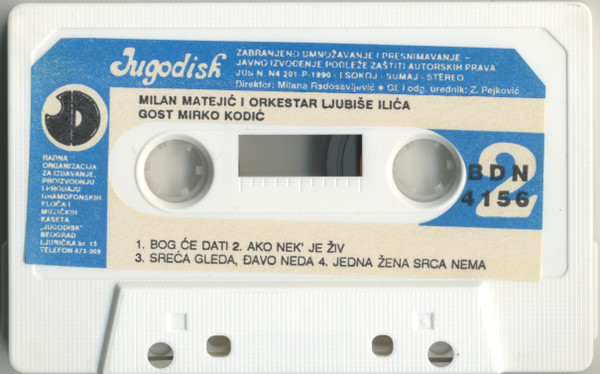 Jugodisk
ZABRANJENO UMNOŽAVANJE I PRESNIMAVANJE –
JAVNO IZVOĐENJE PODLEŽE ZAŠTITI AUTORSKIH PRAVA
JUS N. N4 201-P-1990 - I SOKOJ - SUMAJ - STEREO
Direktor: Milana Radosavljević • Gl. i odg. urednik: Z. Pejković
MILAN MATEJIĆ I ORKESTAR LJUBIŠE ILIĆA
GOST MIRKO KODIĆ
RADNA
ORGANIZACIJA
ZA IZDAVANJE,
PROIZVODNJU
I PRODAJU
GRAMOFONSKIH
PLOČA I
MUZIČKIH
KASETA
„JUGODISK"
BEOGRAD
LJUBIČKA br. 13
TELEFON 473-009
2
BDN
4156
1. BOG ĆE DATI 2. AKO NEK' JE ŽIV
3. SREĆA GLEDA, ĐAVO NEDA 4. JEDNA ŽENA SRCA NEMA